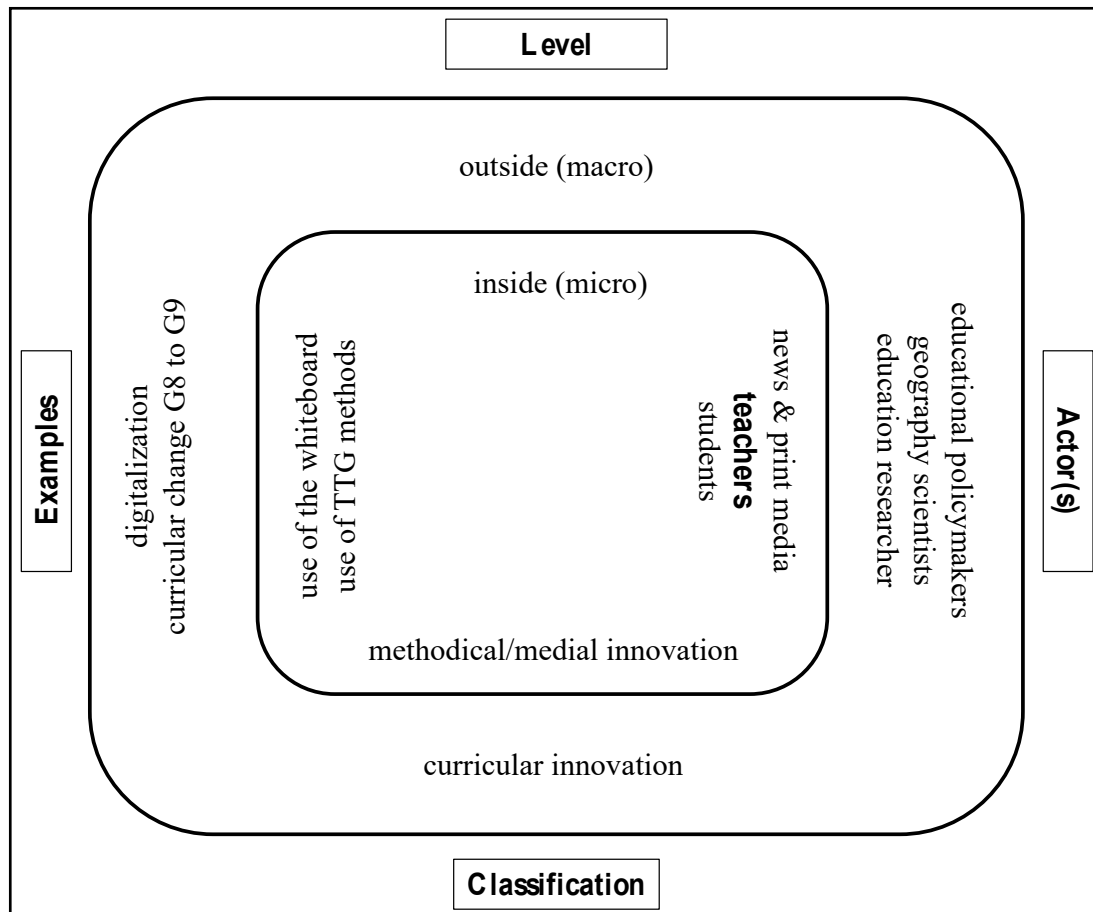 Level
outside (macro)
inside (micro)
Examples
digitalization
curricular change G8 to G9
use of the whiteboard
use of TTG methods
news & print media
teachers
students
educational policymakers
geography scientists
education researcher
Actor(s)
methodical/medial innovation
curricular innovation
Classification